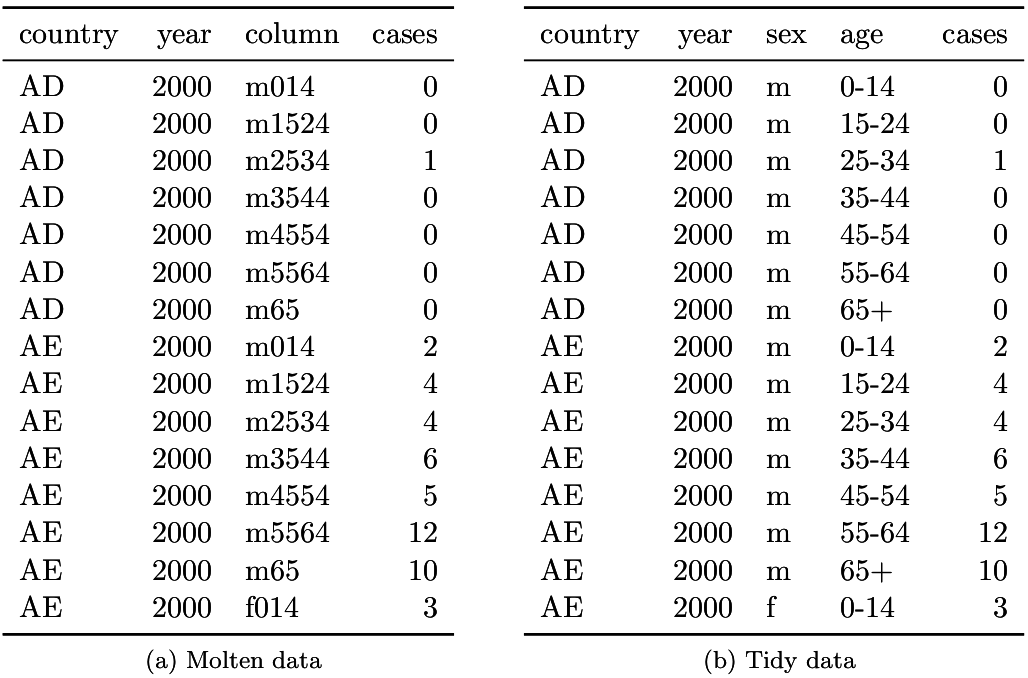 country year column cases
AD 2000 m014 0
AD 2000 m1524 0
AD 2000 m2534 1
AD 2000 m3544 0
AD 2000 m4554 0
AD 2000 m5564 0
AD 2000 m65 0
AE 2000 m014 2
AE 2000 m1524 4
AE 2000 m2534 4
AE 2000 m3544 6
AE 2000 m4554 5
AE 2000 m5564 12
AE 2000 m65 10
AE 2000 f014 3
(a) Molten data
country year sex age cases
AD 2000 m 0-14 0
AD 2000 m 15-24 0
AD 2000 m 25-34 1
AD 2000 m 35-44 0
AD 2000 m 45-54 0
AD 2000 m 55-64 0
AD 2000 m 65+ 0
AE 2000 m 0-14 2
AE 2000 m 15-24 4
AE 2000 m 25-34 4
AE 2000 m 35-44 6
AE 2000 m 45-54 5
AE 2000 m 55-64 12
AE 2000 m 65+ 10
AE 2000 f 0-14 3
(b) Tidy data